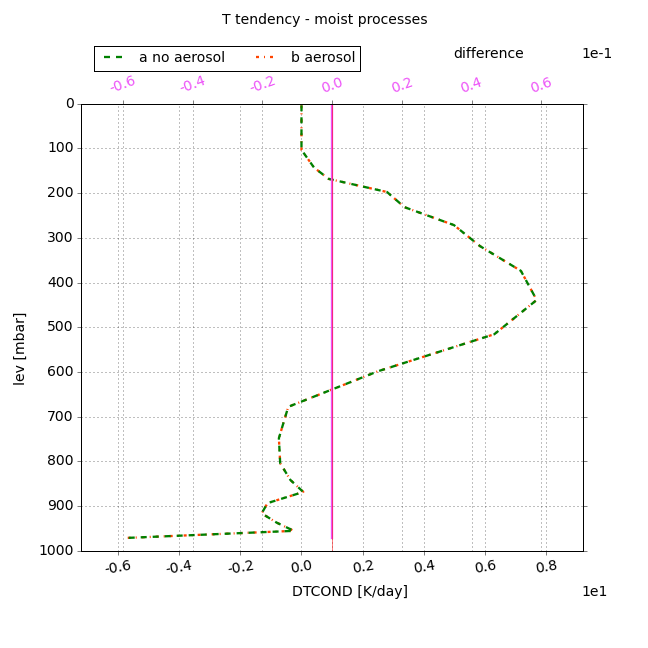 T tendency - moist processes
a no aerosol b aerosol difference 1e-1
-0.6 -0.4 -0.2 0.0 0.2 0.4 0.6
0
100
200
300
400
500
600
700
800
900
1000
lev [mbar]
-0.6 -0.4 -0.2 0.0 0.2 0.4 0.6 0.8
DTCOND [K/day] 1e1